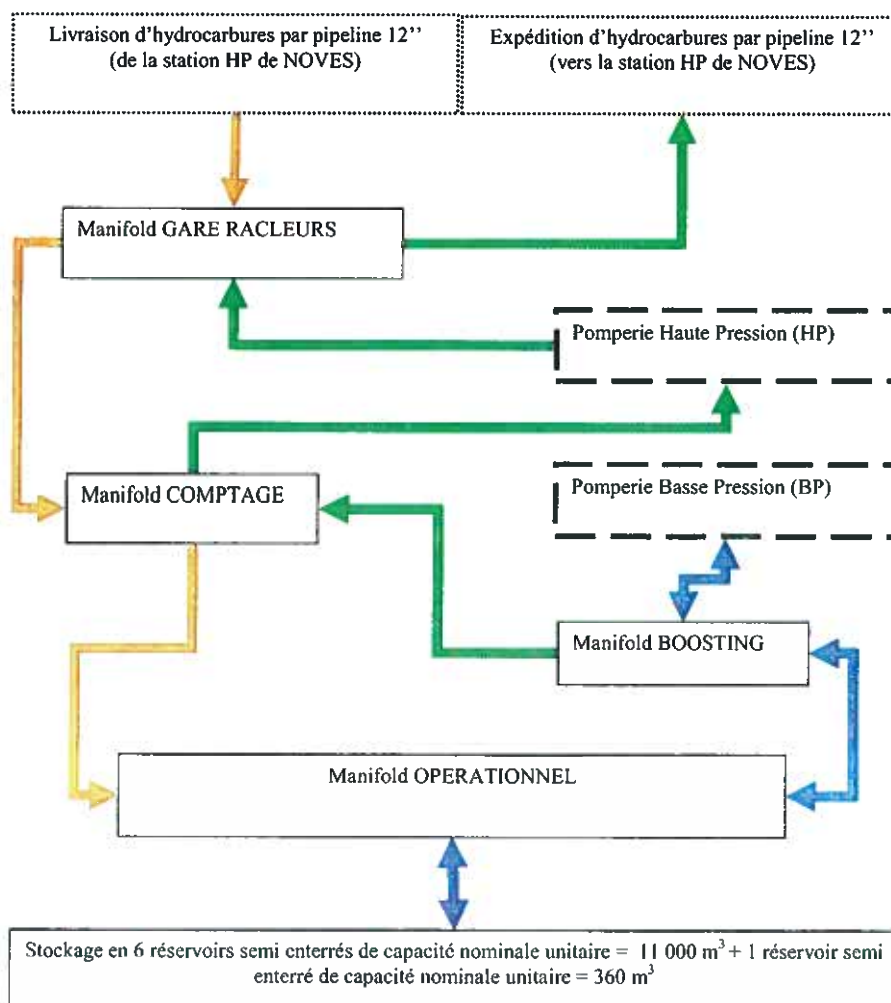 Livraison d'hydrocarbures par pipeline 12''
(de la station HP de NOVES)
Expédition d'hydrocarbures par pipeline 12''
(vers la station HP de NOVES)
Manifold GARE RACLEURS
Pomperie Haute Pression (HP)
Manifold COMPTAGE
Pomperie Basse Pression (BP)
Manifold BOOSTING
Manifold OPERATIONNEL
Stockage en 6 réservoirs semi enterrés de capacité nominale unitaire = 11 000 m³ + 1 réservoir semi
enterré de capacité nominale unitaire = 360 m³